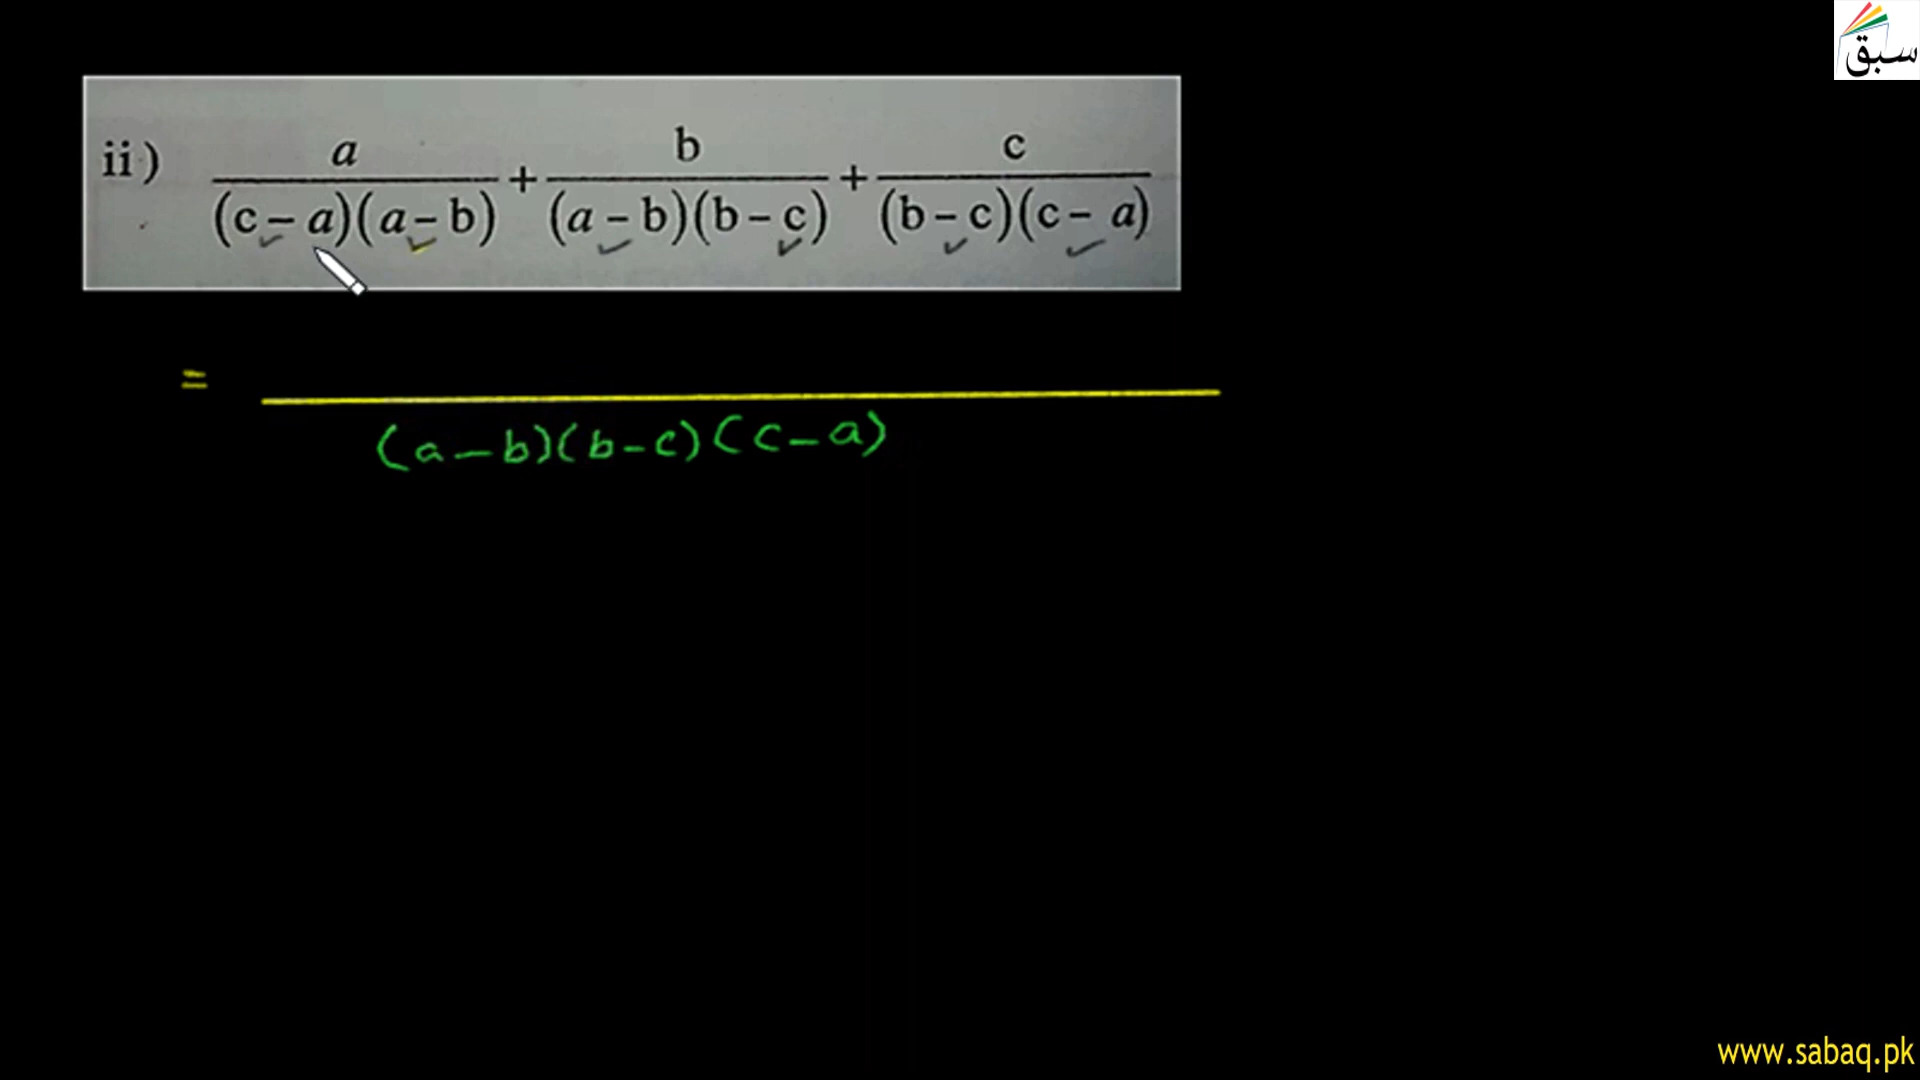 سبق
ii) a/((c – a)(a – b)) + b/((a – b)(b – c)) + c/((b – c)(c – a))
=
(a – b)(b – c)(c – a)
www.sabaq.pk